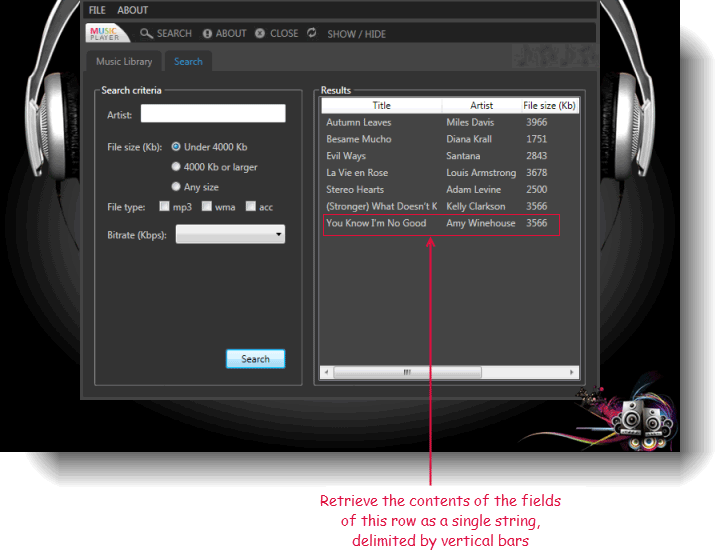 FILE ABOUT
MUSIC
PLAYER
SEARCH ABOUT CLOSE SHOW / HIDE
Music Library Search
Search criteria
Artist:
File size (Kb): Under 4000 Kb
4000 Kb or larger
Any size
File type: mp3 wma acc
Bitrate (Kbps):
Search
Results
Title Artist File size (Kb)
Autumn Leaves Miles Davis 3966
Besame Mucho Diana Krall 1751
Evil Ways Santana 2843
La Vie en Rose Louis Armstrong 3678
Stereo Hearts Adam Levine 2500
(Stronger) What Doesn't K Kelly Clarkson 3566
You Know I'm No Good Amy Winehouse 3566
Retrieve the contents of the fields
of this row as a single string,
delimited by vertical bars